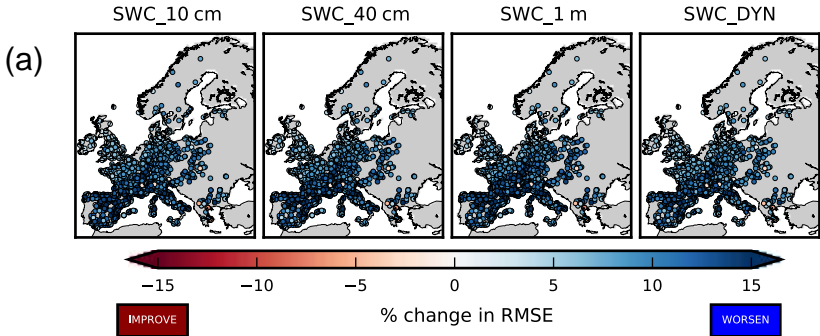 SWC_10 cm SWC_40 cm SWC_1 m SWC_DYN
(a)
−15 −10 −5 0 5 10 15
IMPROVE % change in RMSE WORSEN